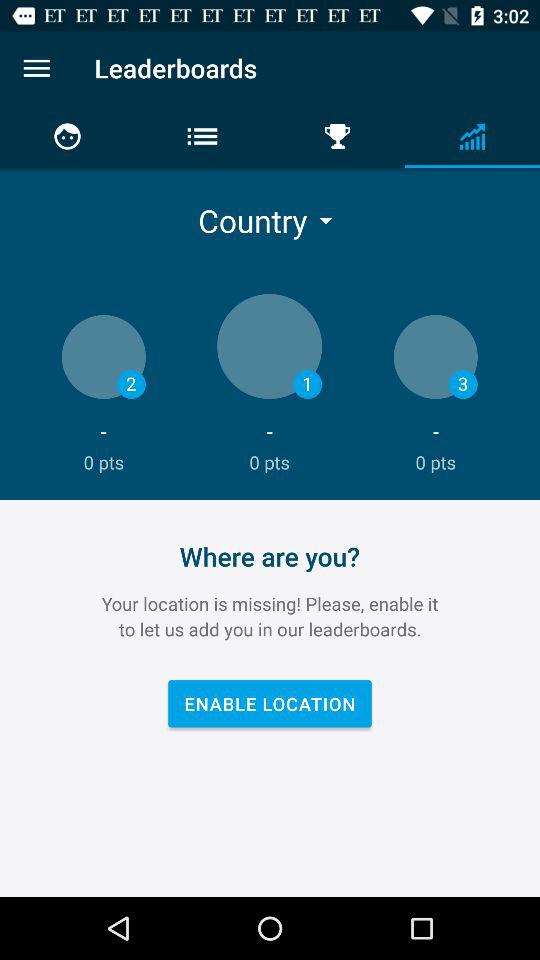 ET ET ET ET ET ET ET ET ET ET ET 3:02
Leaderboards
Country
2 1 3
- - -
0 pts 0 pts 0 pts
Where are you?
Your location is missing! Please, enable it
to let us add you in our leaderboards.
ENABLE LOCATION